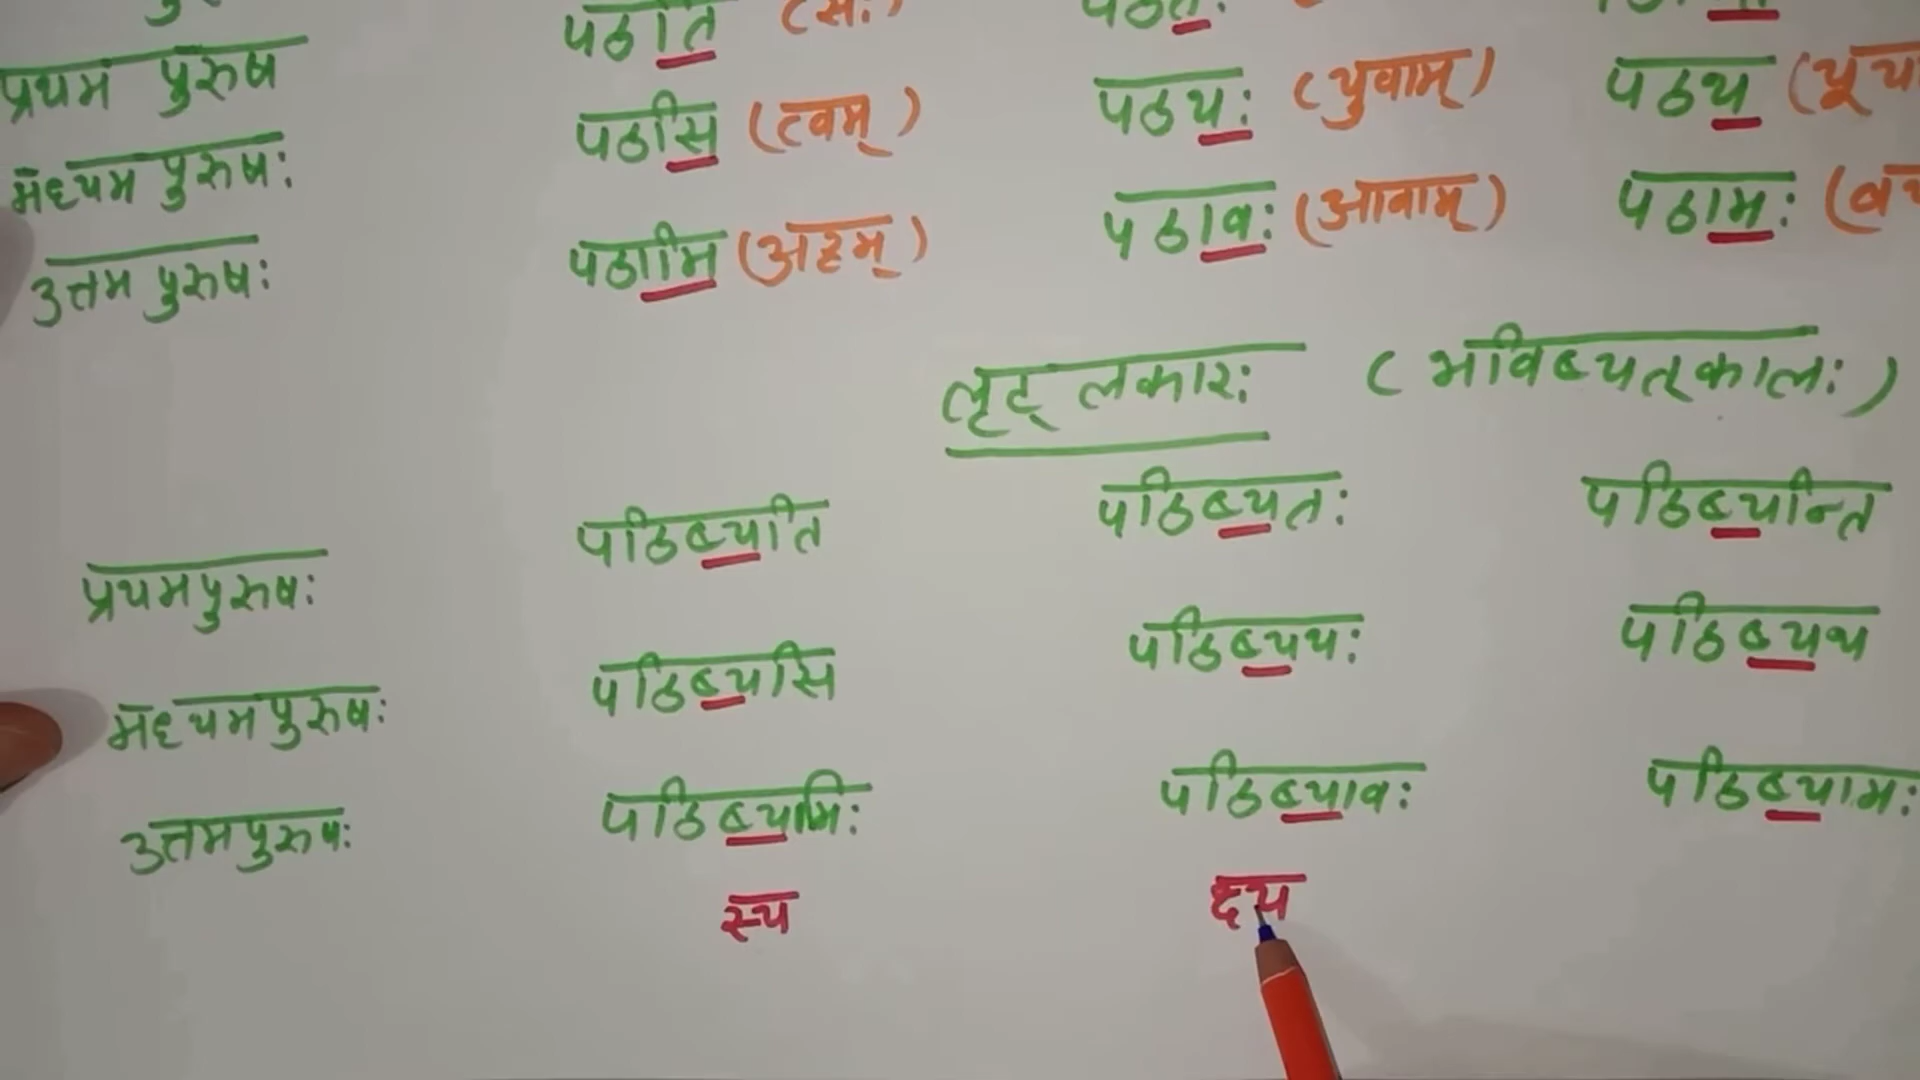 पठति (सः)
प्रथम पुरुष
पठसि (त्वम्) पठथः (युवाम्) पठथ
मध्यम पुरुषः
पठामि (अहम्) पठावः (आवाम्) पठामः
उत्तम पुरुषः
लृट् लकारः (भविष्यत्कालः)
प्रथमपुरुषः पठिष्यति पठिष्यतः पठिष्यन्ति
मध्यमपुरुषः पठिष्यसि पठिष्यथः पठिष्यथ
उत्तमपुरुषः पठिष्यामिः पठिष्यावः पठिष्यामः
स्य